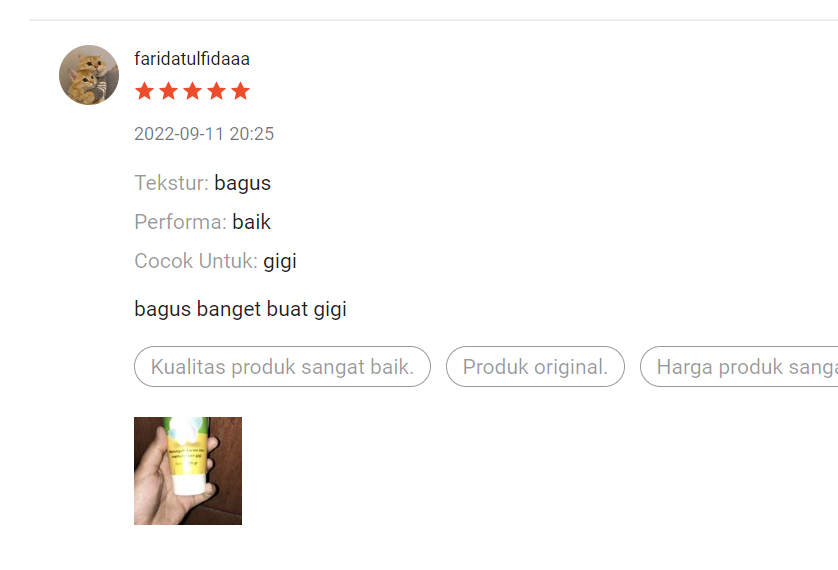 faridatulfidaaa
2022-09-11 20:25
Tekstur: bagus
Performa: baik
Cocok Untuk: gigi
bagus banget buat gigi
Kualitas produk sangat baik. Produk original. Harga produk sanga